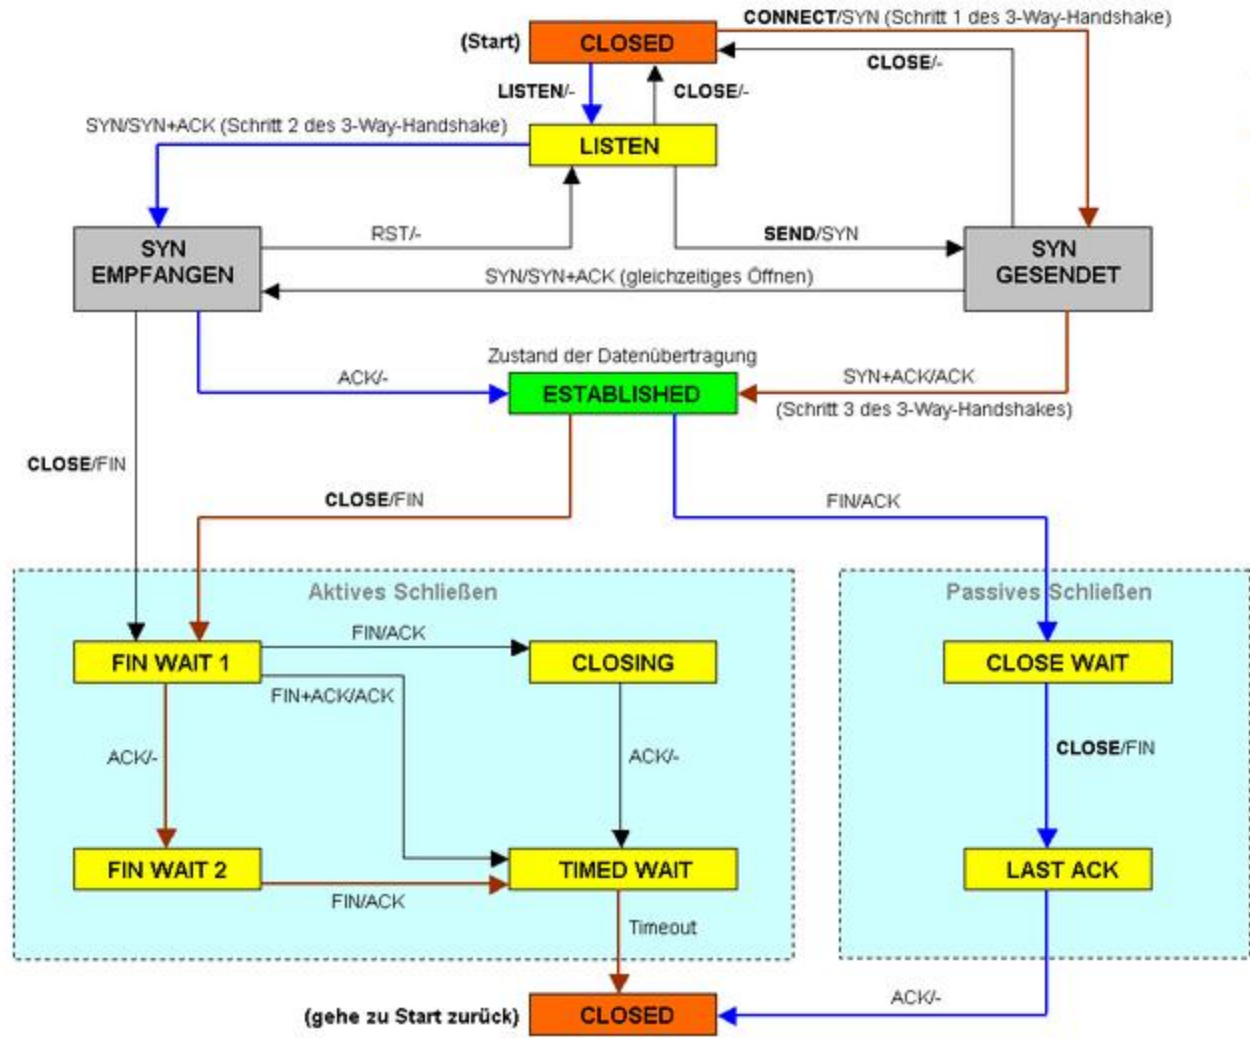 CONNECT/SYN (Schritt 1 des 3-Way-Handshake)
(Start)
CLOSED
CLOSE/-
LISTEN/-
CLOSE/-
SYN/SYN+ACK (Schritt 2 des 3-Way-Handshake)
LISTEN
RST/-
SEND/SYN
SYN
EMPFANGEN
SYN
GESENDET
SYN/SYN+ACK (gleichzeitiges Öffnen)
Zustand der Datenübertragung
ACK/-
ESTABLISHED
SYN+ACK/ACK
(Schritt 3 des 3-Way-Handshakes)
CLOSE/FIN
CLOSE/FIN
FIN/ACK
Aktives Schließen
Passives Schließen
FIN WAIT 1
FIN/ACK
CLOSING
CLOSE WAIT
FIN+ACK/ACK
ACK/-
ACK/-
CLOSE/FIN
FIN WAIT 2
TIMED WAIT
LAST ACK
FIN/ACK
Timeout
ACK/-
(gehe zu Start zurück)
CLOSED